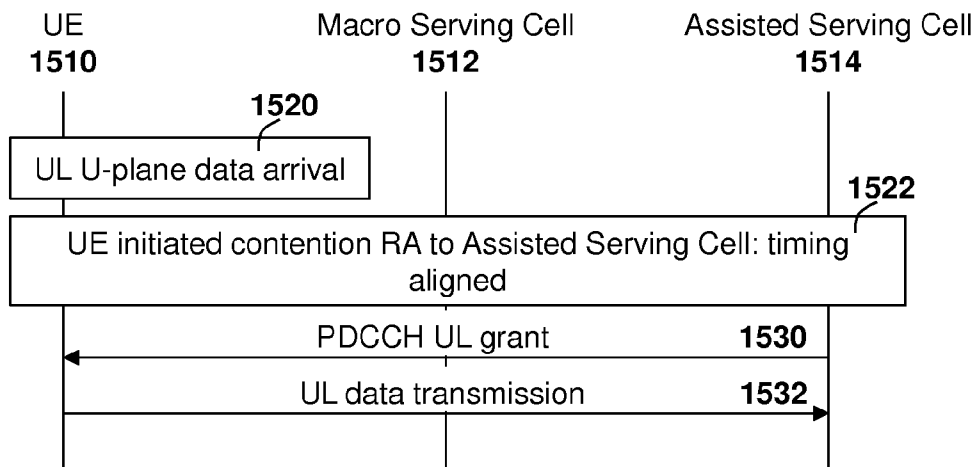 UE
1510
Macro Serving Cell
1512
Assisted Serving Cell
1514
1520
UL U-plane data arrival
1522
UE initiated contention RA to Assisted Serving Cell: timing
aligned
PDCCH UL grant 1530
UL data transmission 1532